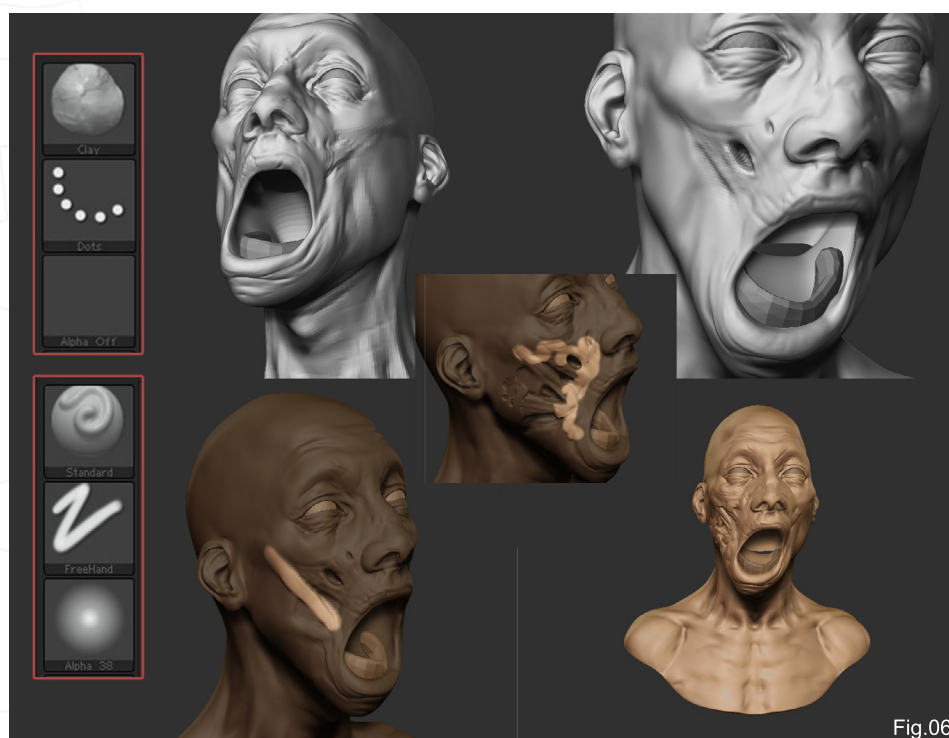 Clay
Dots
Alpha Off
Standard
FreeHand
Alpha 38
Fig.06